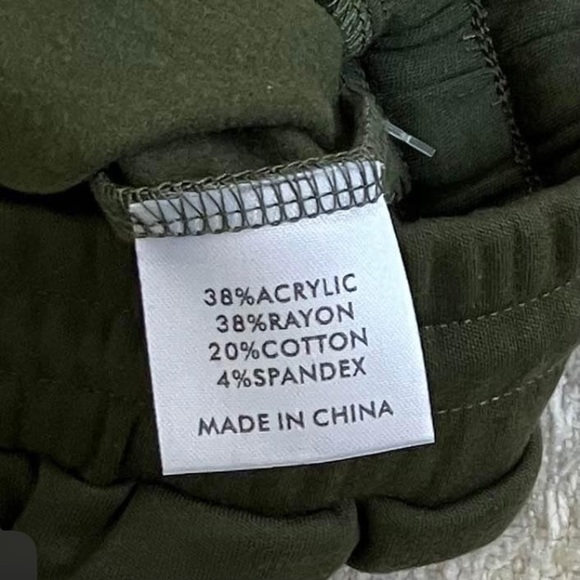 38%ACRYLIC
38%RAYON
20%COTTON
4%SPANDEX
MADE IN CHINA